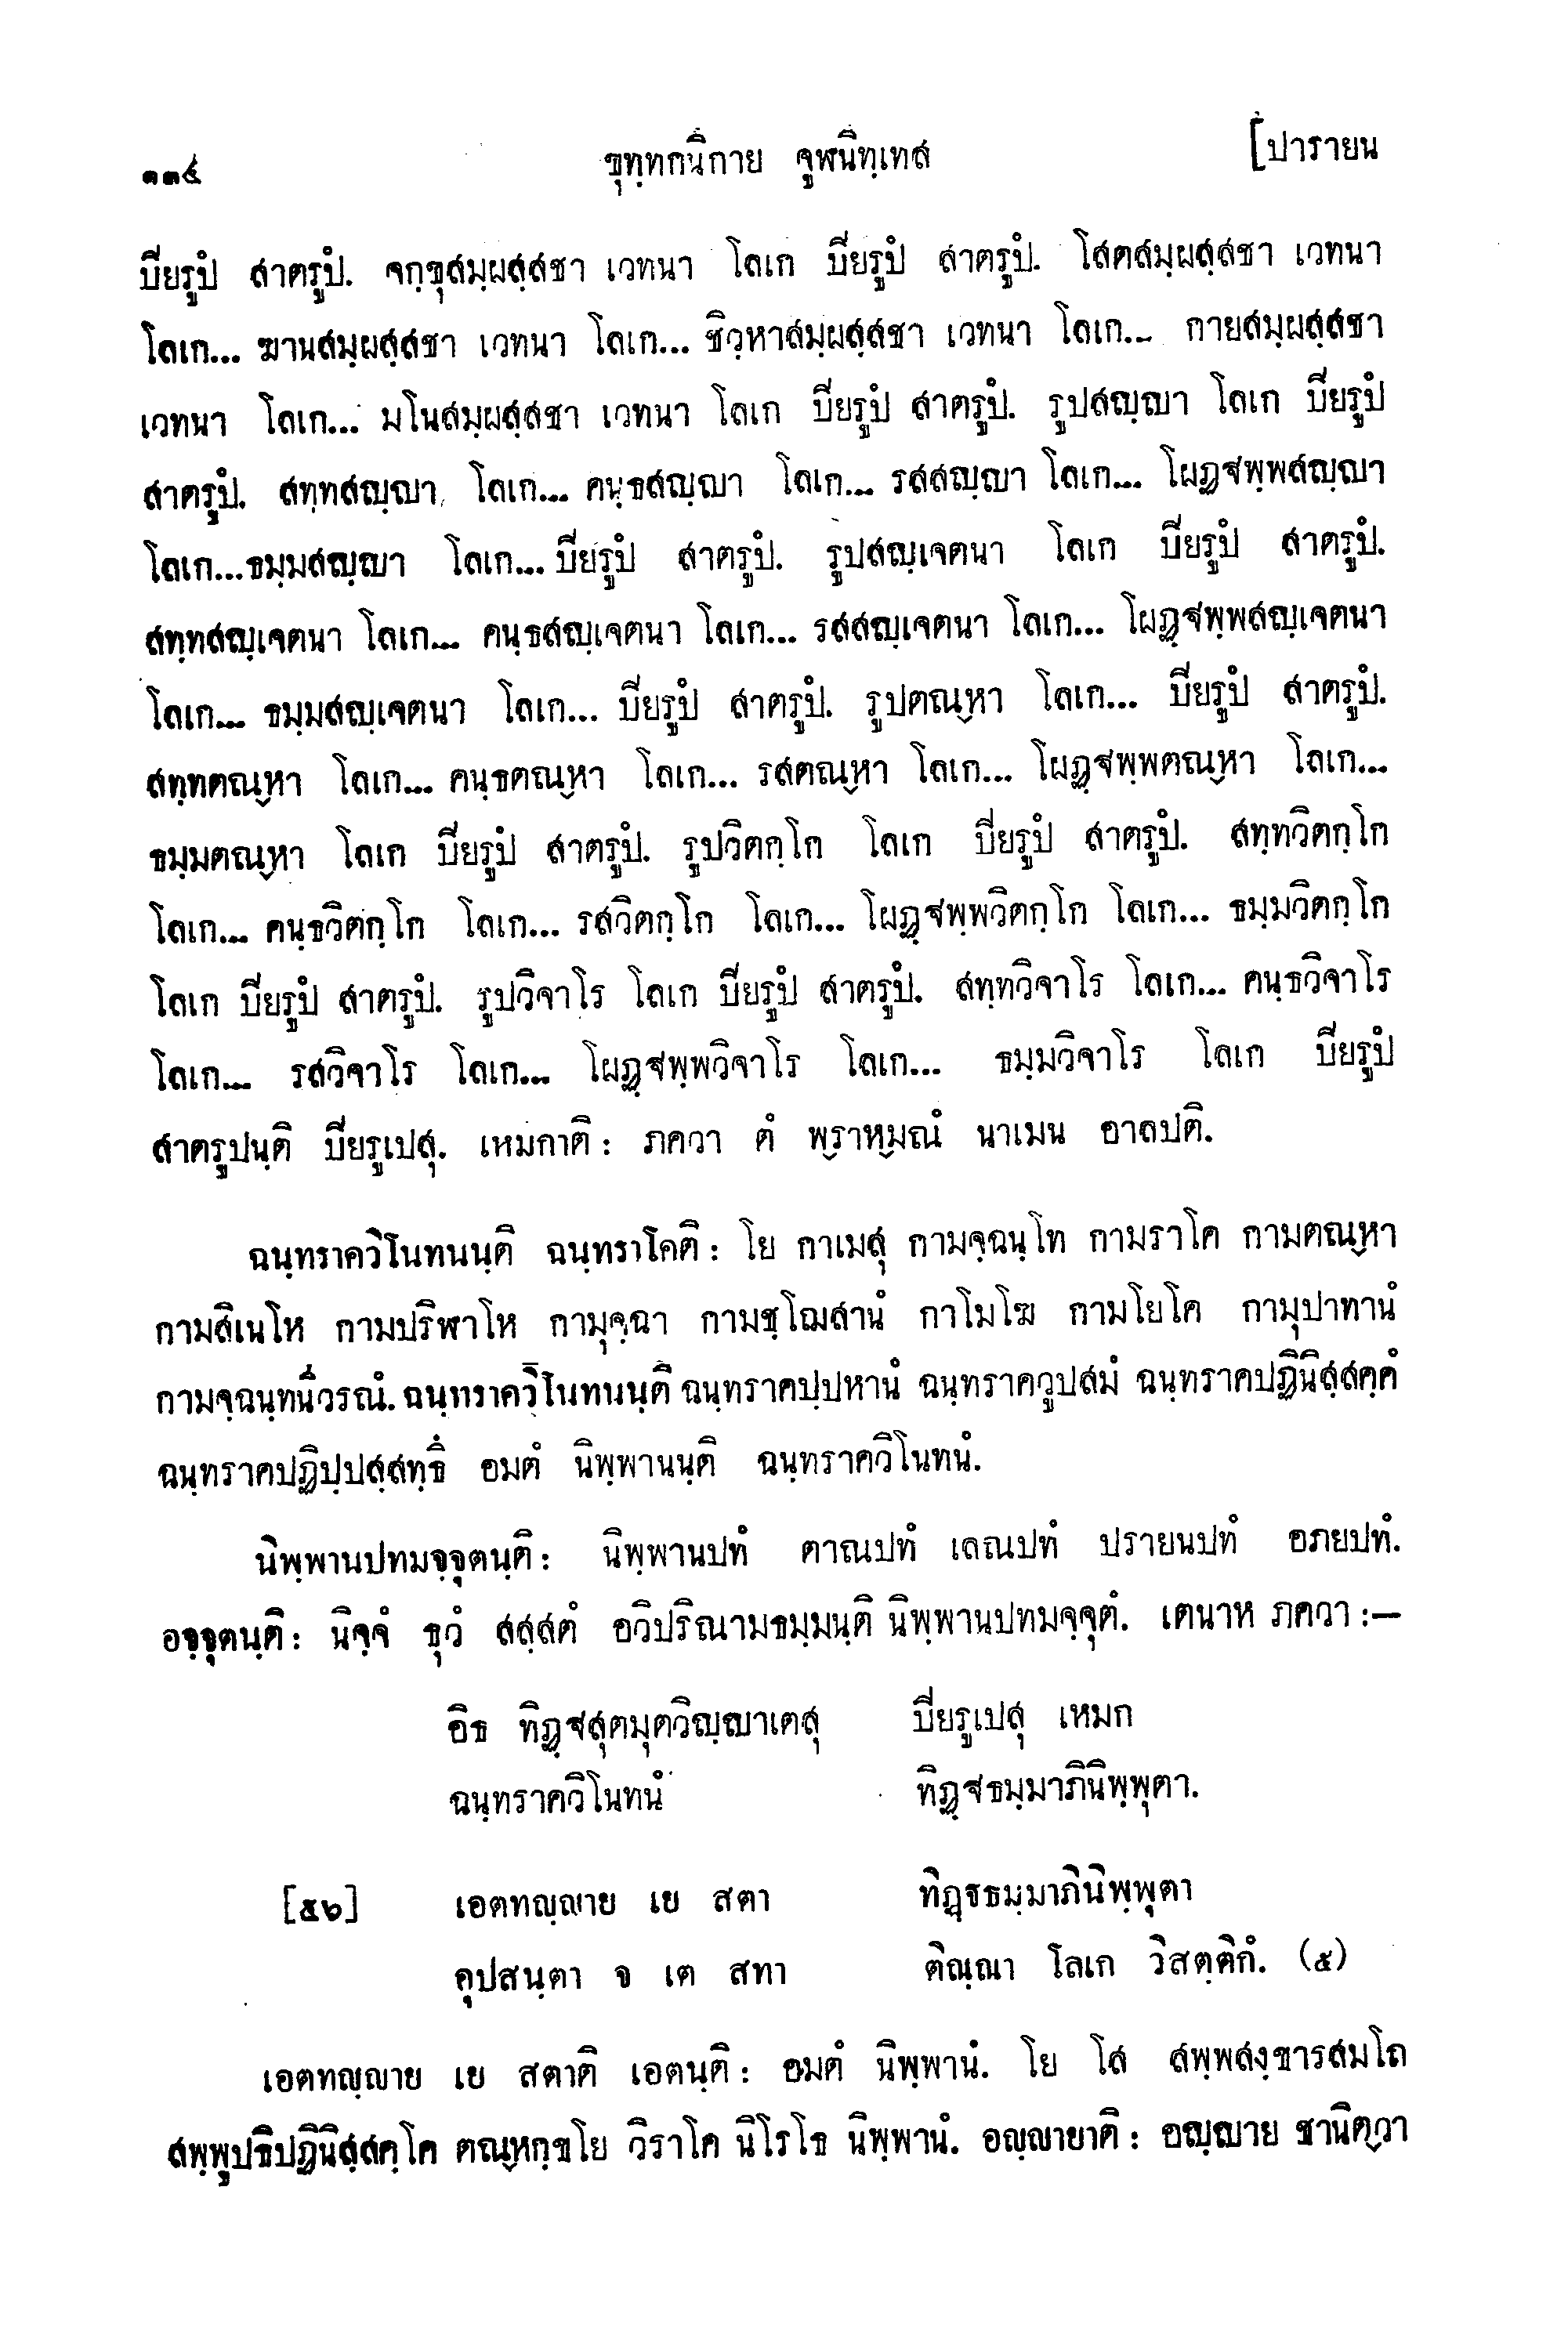 ๑๓๔ ขุทฺทกนิกาย จูฬนิทฺเทส [ปารายน
ปิยรูปํ สาตรูปํ. จกฺขุสมฺผสฺสชา เวทนา โลเก ปิยรูปํ สาตรูปํ. โสตสมฺผสฺสชา เวทนา
โลเก... ฆานสมฺผสฺสชา เวทนา โลเก... ชิวฺหาสมฺผสฺสชา เวทนา โลเก... กายสมฺผสฺสชา
เวทนา โลเก... มโนสมฺผสฺสชา เวทนา โลเก ปิยรูปํ สาตรูปํ. รูปสญฺญา โลเก ปิยรูปํ
สาตรูปํ. สทฺทสญฺญา โลเก... คนฺธสญฺญา โลเก... รสสญฺญา โลเก... โผฏฺฐพฺพสญฺญา
โลเก...ธมฺมสญฺญา โลเก... ปิยรูปํ สาตรูปํ. รูปสญฺเจตนา โลเก ปิยรูปํ สาตรูปํ.
สทฺทสญฺเจตนา โลเก... คนฺธสญฺเจตนา โลเก... รสสญฺเจตนา โลเก... โผฏฺฐพฺพสญฺเจตนา
โลเก... ธมฺมสญฺเจตนา โลเก... ปิยรูปํ สาตรูปํ. รูปตณฺหา โลเก... ปิยรูปํ สาตรูปํ.
สทฺทตณฺหา โลเก... คนฺธตณฺหา โลเก... รสตณฺหา โลเก... โผฏฺฐพฺพตณฺหา โลเก...
ธมฺมตณฺหา โลเก ปิยรูปํ สาตรูปํ. รูปวิตกฺโก โลเก ปิยรูปํ สาตรูปํ. สทฺทวิตกฺโก
โลเก... คนฺธวิตกฺโก โลเก... รสวิตกฺโก โลเก... โผฏฺฐพฺพวิตกฺโก โลเก... ธมฺมวิตกฺโก
โลเก ปิยรูปํ สาตรูปํ. รูปวิจาโร โลเก ปิยรูปํ สาตรูปํ. สทฺทวิจาโร โลเก... คนฺธวิจาโร
โลเก... รสวิจาโร โลเก... โผฏฺฐพฺพวิจาโร โลเก... ธมฺมวิจาโร โลเก ปิยรูปํ
สาตรูปนฺติ ปิยรูเปสุ. เหมกาติ: ภควา ตํ พฺราหฺมณํ นาเมน อาลปติ.
ฉนฺทราควิโนทนนฺติ ฉนฺทราโคติ: โย กาเมสุ กามจฺฉนฺโท กามราโค กามตณฺหา
กามสิเนโห กามปริฬาโห กามุจฺฉา กามชฺโฌสานํ กาโมโฆ กามโยโค กามุปาทานํ
กามจฺฉนฺทนีวรณํ. ฉนฺทราควิโนทนนฺติ ฉนฺทราคปฺปหานํ ฉนฺทราควูปสมํ ฉนฺทราคปฏินิสฺสคฺคํ
ฉนฺทราคปฏิปฺปสฺสทฺธึ อมตํ นิพฺพานนฺติ ฉนฺทราควิโนทนํ.
นิพฺพานปทมจฺจุตนฺติ: นิพฺพานปทํ ตาณปทํ เลณปทํ ปรายนปทํ อภยปทํ.
อจฺจุตนฺติ: นิจฺจํ ธุวํ สสฺสตํ อวิปริณามธมฺมนฺติ นิพฺพานปทมจฺจุตํ. เตนาห ภควา:—
อิธ ทิฏฺฐสุตมุตวิญฺญาเตสุ ปิยรูเปสุ เหมก
ฉนฺทราควิโนทนํ ทิฏฺฐธมฺมาภินิพฺพุตา.
[๕๖] เอตทญฺญาย เย สตา ทิฏฺฐธมฺมาภินิพฺพุตา
อุปสนฺตา จ เต สทา ติณฺณา โลเก วิสตฺติกํ. (๕)
เอตทญฺญาย เย สตาติ เอตนฺติ: อมตํ นิพฺพานํ. โย โส สพฺพสงฺขารสมโถ
สพฺพูปธิปฏินิสฺสคฺโค ตณฺหกฺขโย วิราโค นิโรโธ นิพฺพานํ. อญฺญายาติ: อญฺญาย ชานิตฺวา